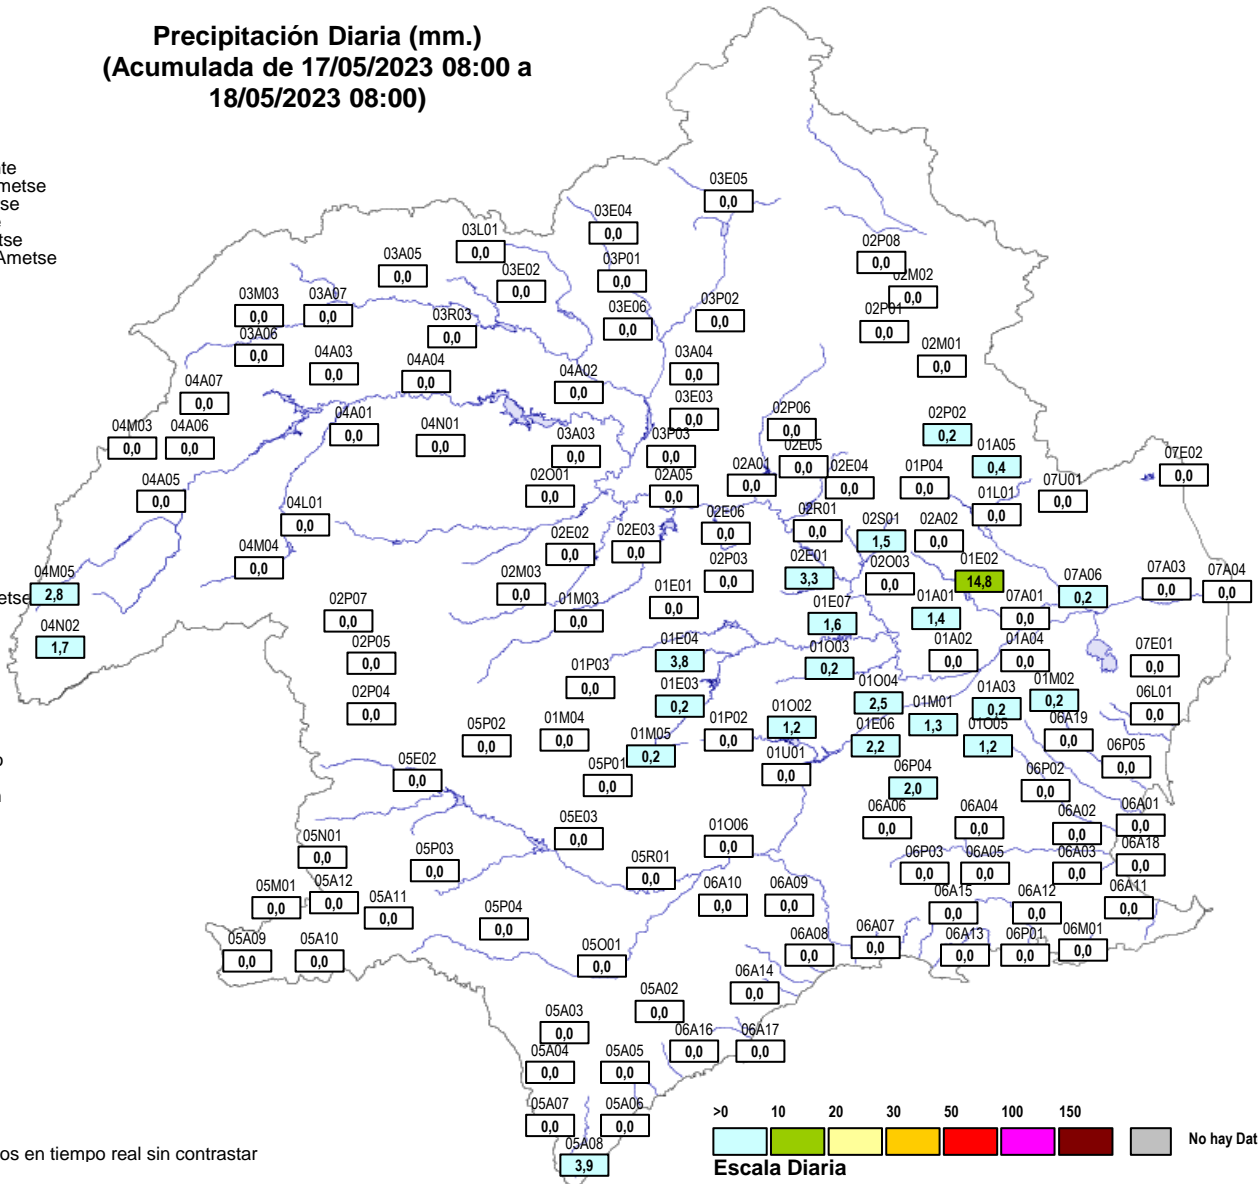 Precipitación Diaria (mm.)
(Acumulada de 17/05/2023 08:00 a
18/05/2023 08:00)
03E05
0,0
03E04
0,0
03L01
0,0
03A05
0,0
03E02
0,0
03P01
0,0
02P08
0,0
02M02
0,0
03M03
0,0
03A07
0,0
03R03
0,0
03E06
0,0
03P02
0,0
02P01
0,0
03A06
0,0
04A03
0,0
04A04
0,0
04A02
0,0
03A04
0,0
02M01
0,0
04A07
0,0
04A01
0,0
03E03
0,0
02P06
0,0
02P02
0,2
04M03
0,0
04A06
0,0
04N01
0,0
03A03
0,0
03P03
0,0
02E05
0,0
01A05
0,4
07E02
0,0
04A05
0,0
02O01
0,0
02A05
0,0
02A01
0,0
02E04
0,0
01P04
0,0
07U01
0,0
04L01
0,0
01L01
0,0
02E02
0,0
02E03
0,0
02E06
0,0
02R01
0,0
02S01
1,5
02A02
0,0
04M04
0,0
04M05
2,8
02M03
0,0
02P03
0,0
02E01
3,3
02O03
0,0
01E02
14,8
07A06
0,2
07A03
0,0
07A04
0,0
04N02
1,7
02P07
0,0
01M03
0,0
01E01
0,0
01E07
1,6
01A01
1,4
07A01
0,0
02P05
0,0
01E04
3,8
01O03
0,2
01A02
0,0
01A04
0,0
07E01
0,0
02P04
0,0
01P03
0,0
01E03
0,2
01O04
2,5
01A03
0,2
01M02
0,2
06L01
0,0
05P02
0,0
01M04
0,0
01M05
0,2
01P02
0,0
01O02
1,2
01E06
2,2
01M01
1,3
01O05
1,2
06A19
0,0
06P05
0,0
05E02
0,0
05P01
0,0
01U01
0,0
06P04
2,0
06P02
0,0
05E03
0,0
01O06
0,0
06A06
0,0
06A04
0,0
06A02
0,0
06A01
0,0
05N01
0,0
05P03
0,0
05R01
0,0
06P03
0,0
06A05
0,0
06A03
0,0
06A18
0,0
05M01
0,0
05A12
0,0
05A11
0,0
06A10
0,0
06A09
0,0
06A15
0,0
06A12
0,0
06A11
0,0
05A09
0,0
05A10
0,0
05P04
0,0
05O01
0,0
06A08
0,0
06A07
0,0
06A13
0,0
06P01
0,0
06M01
0,0
05A03
0,0
05A02
0,0
06A14
0,0
05A04
0,0
05A05
0,0
06A16
0,0
06A17
0,0
05A07
0,0
05A06
0,0
05A08
3,9
>0 10 20 30 50 100 150
No hay Dat
Escala Diaria
os en tiempo real sin contrastar